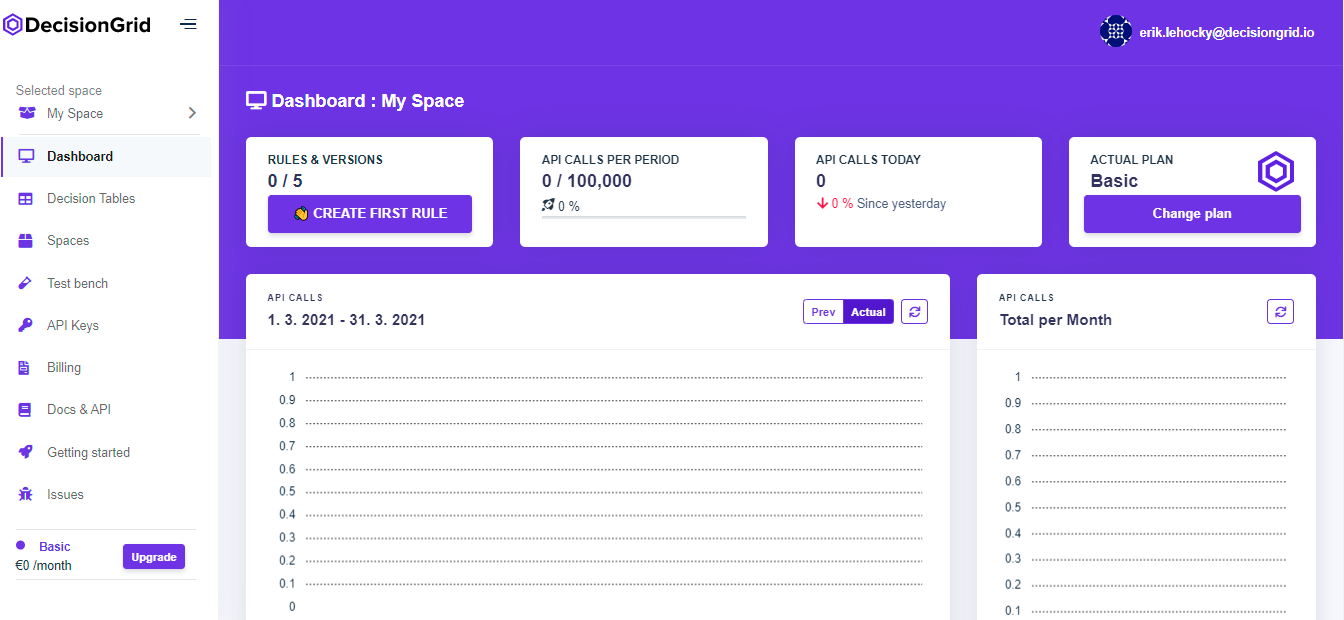 DecisionGrid
erik.lehocky@decisiongrid.io
Selected space
My Space
Dashboard
Decision Tables
Spaces
Test bench
API Keys
Billing
Docs & API
Getting started
Issues
Basic
€0 /month
Upgrade
Dashboard : My Space
RULES & VERSIONS
0 / 5
👏 CREATE FIRST RULE
API CALLS PER PERIOD
0 / 100,000
0 %
API CALLS TODAY
0
0 % Since yesterday
ACTUAL PLAN
Basic
Change plan
API CALLS
1. 3. 2021 - 31. 3. 2021
Prev Actual
1
0.9
0.8
0.7
0.6
0.5
0.4
0.3
0.2
0.1
0
API CALLS
Total per Month
1
0.9
0.8
0.7
0.6
0.5
0.4
0.3
0.2
0.1